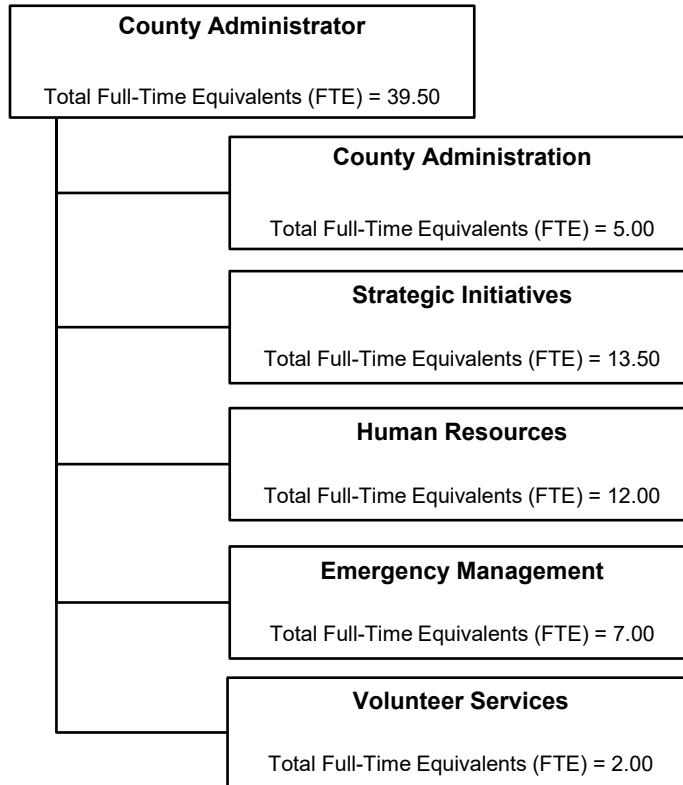 County Administrator
Total Full-Time Equivalents (FTE) = 39.50
County Administration
Total Full-Time Equivalents (FTE) = 5.00
Strategic Initiatives
Total Full-Time Equivalents (FTE) = 13.50
Human Resources
Total Full-Time Equivalents (FTE) = 12.00
Emergency Management
Total Full-Time Equivalents (FTE) = 7.00
Volunteer Services
Total Full-Time Equivalents (FTE) = 2.00